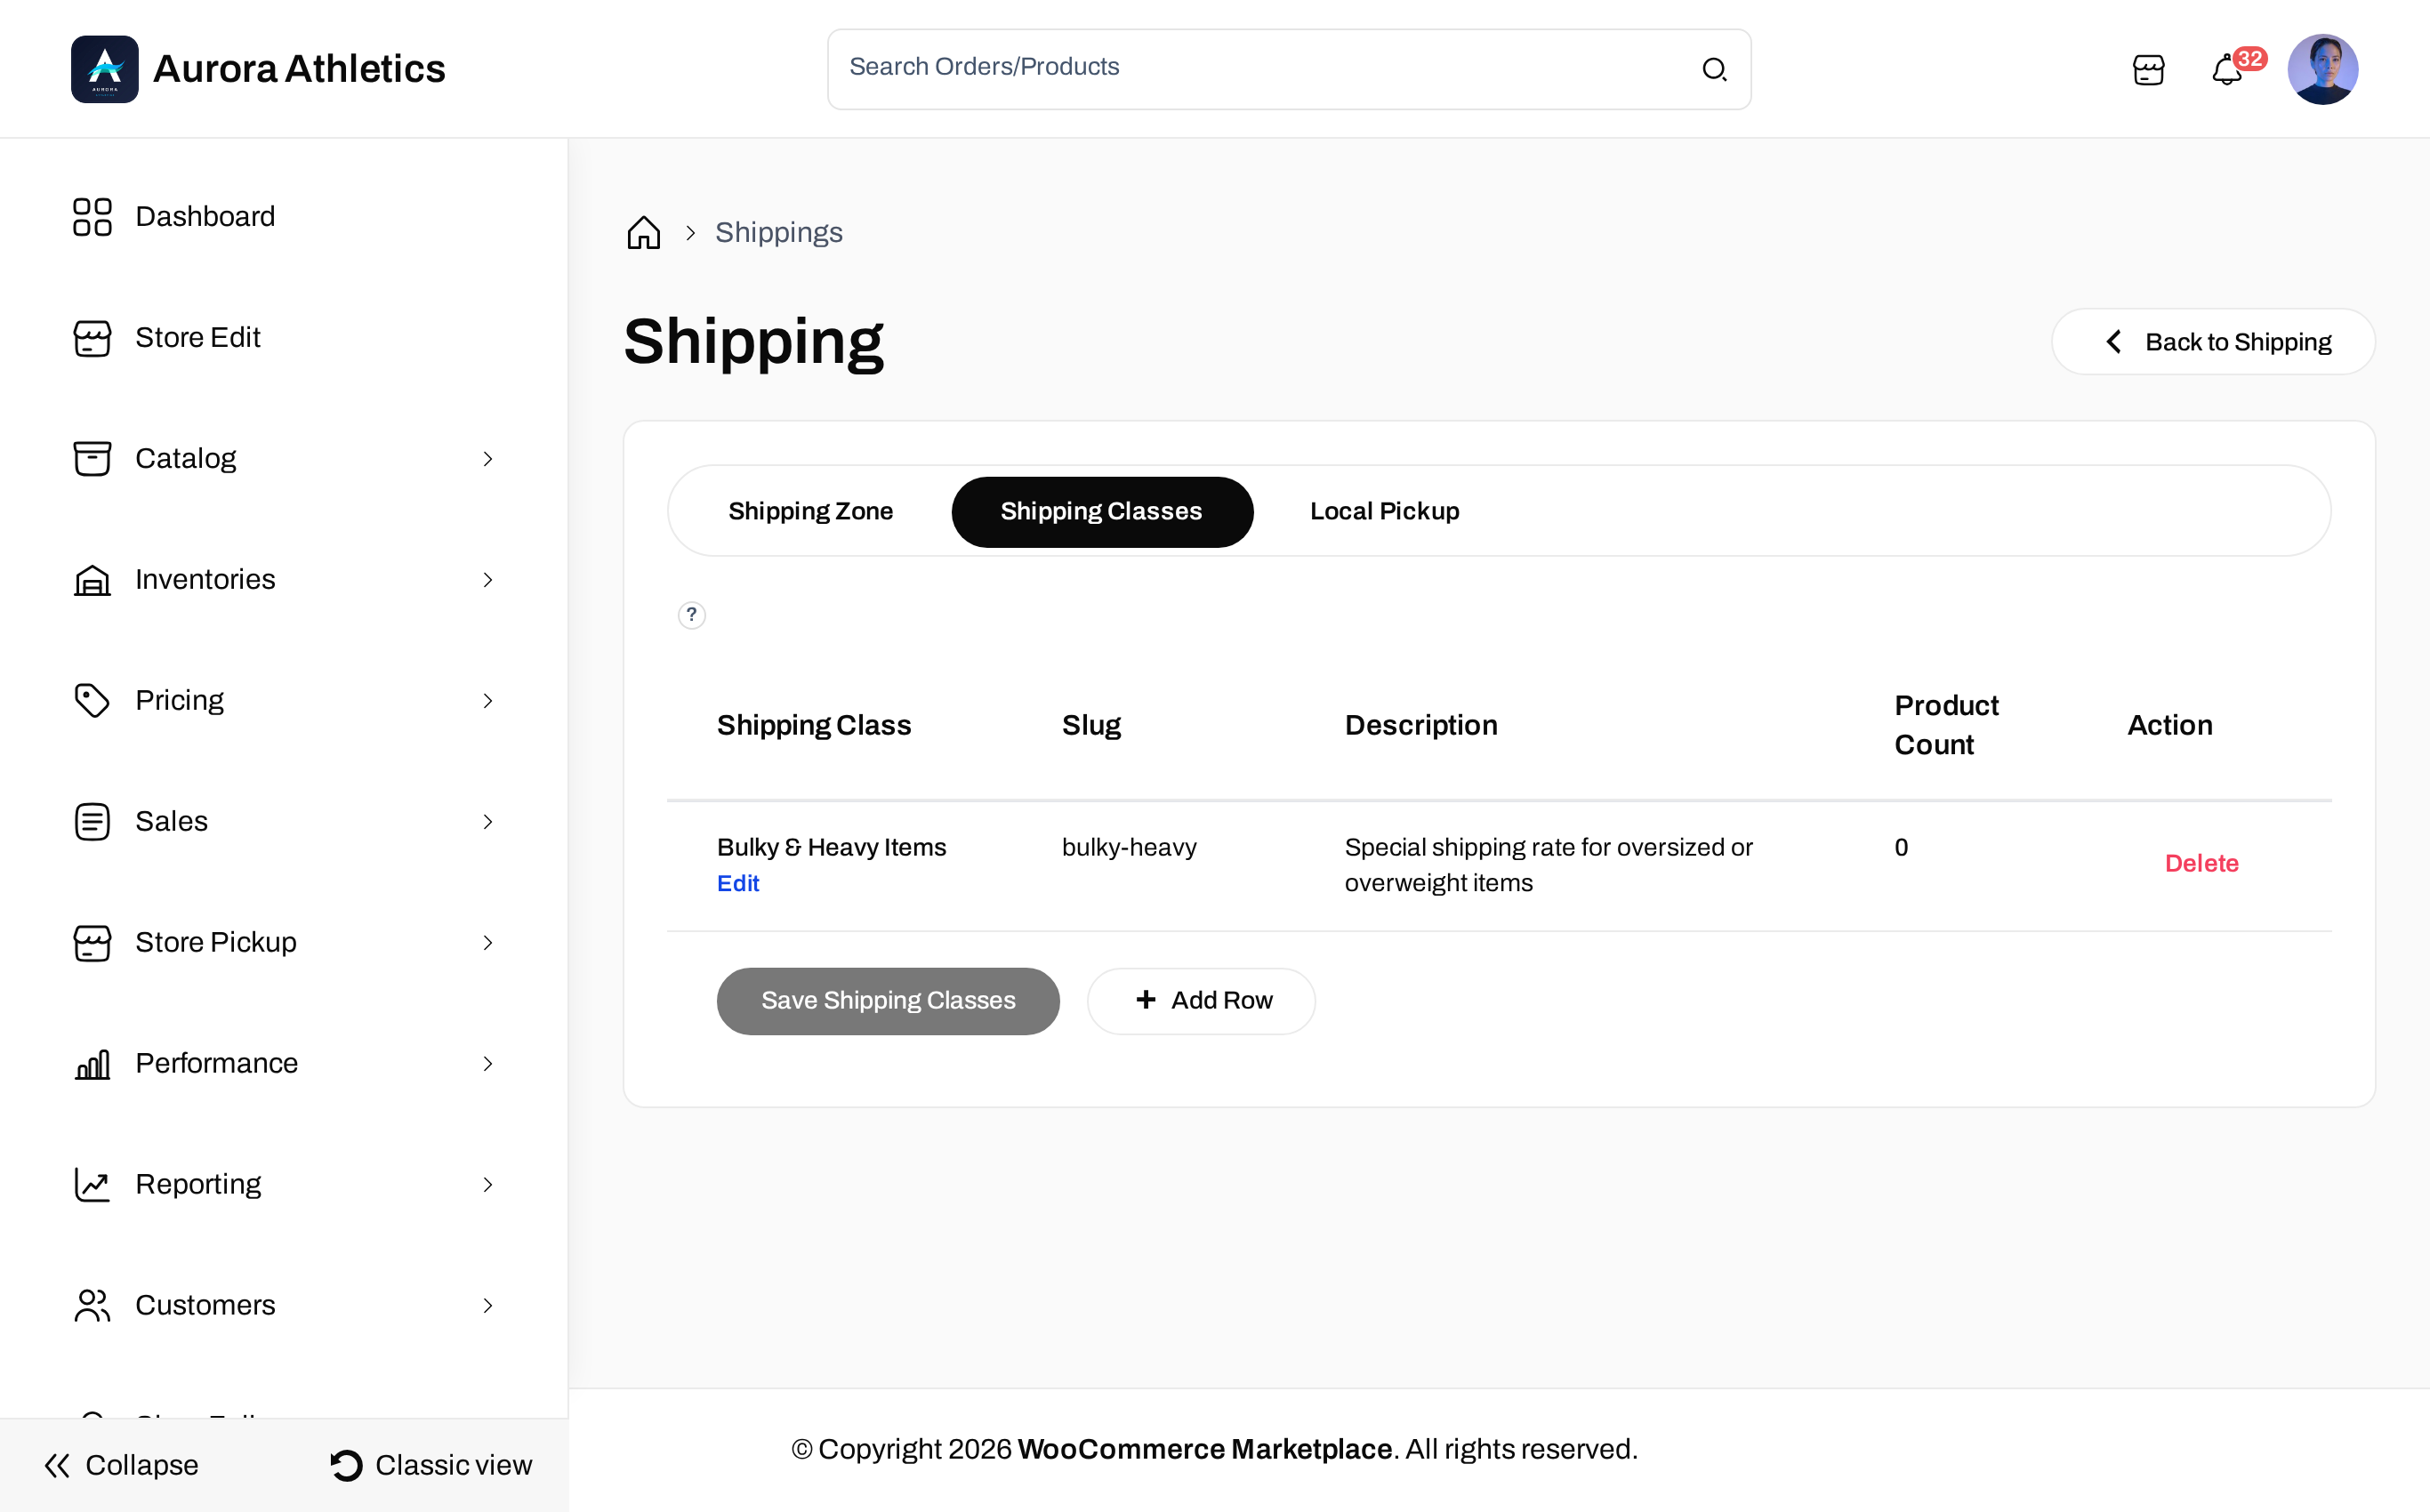 AURORA
Aurora Athletics
Search Orders/Products
32
Dashboard
Store Edit
Catalog
Inventories
Pricing
Sales
Store Pickup
Performance
Reporting
Customers
Collapse
Classic view
Shippings
Shipping
Back to Shipping
Shipping Zone
Shipping Classes
Local Pickup
?
Shipping Class
Slug
Description
Product
Count
Action
Bulky & Heavy Items
Edit
bulky-heavy
Special shipping rate for oversized or
overweight items
0
Delete
Save Shipping Classes
+ Add Row
© Copyright 2026 WooCommerce Marketplace. All rights reserved.